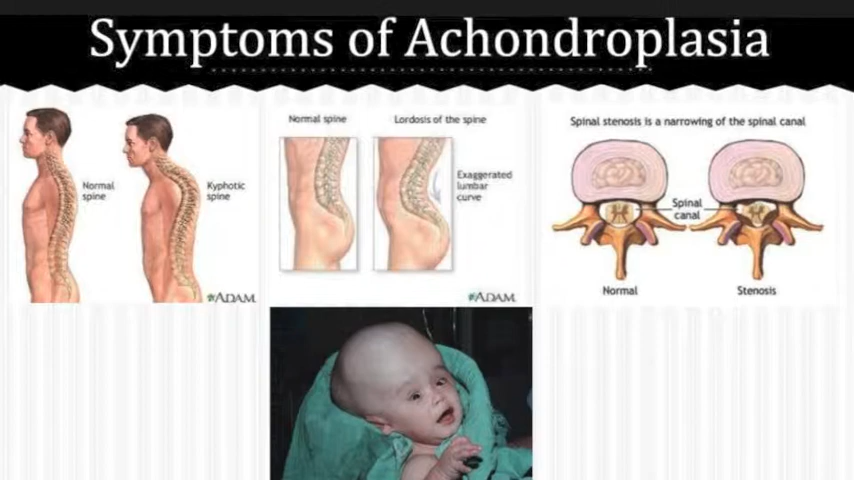 Symptoms of Achondroplasia
Normal
spine
Kyphotic
spine
ADAM.
Normal spine
Lordosis of the spine
Exaggerated
lumbar
curve
ADAM.
Spinal stenosis is a narrowing of the spinal canal
Spinal
canal
Normal
Stenosis